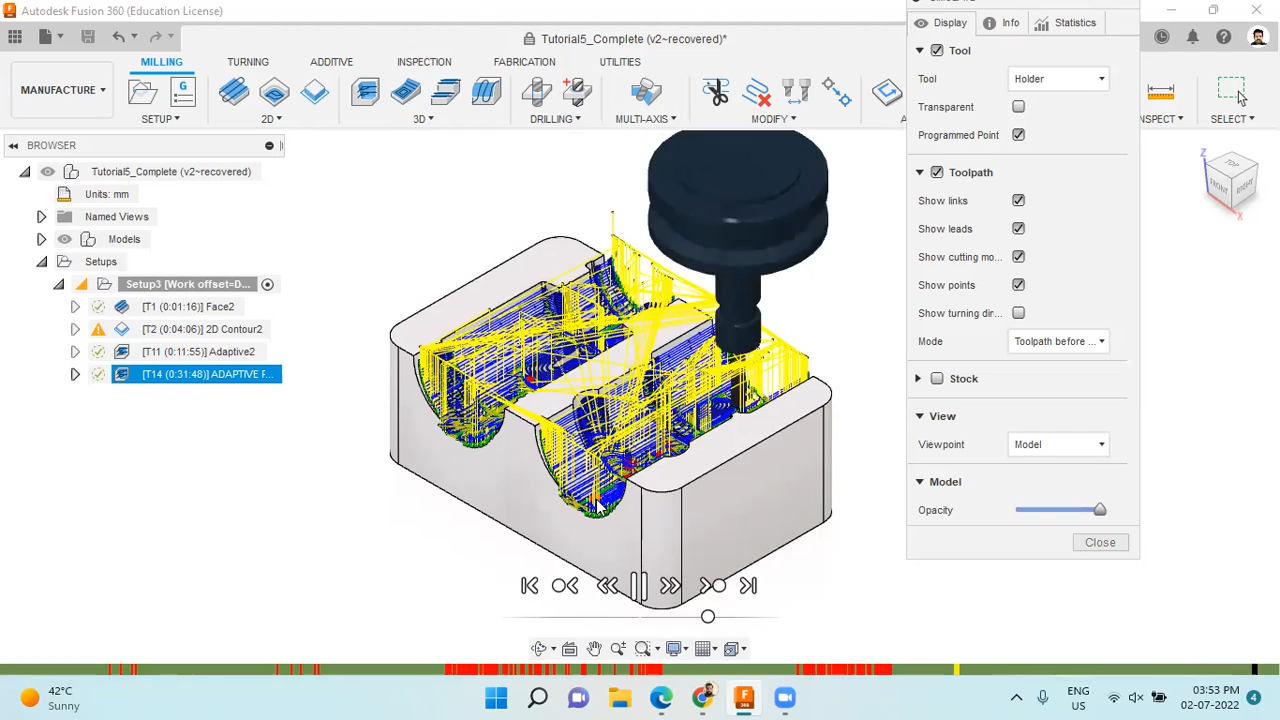 Autodesk Fusion 360 (Education License)
Tutorial5_Complete (v2~recovered)*
MANUFACTURE
MILLING TURNING ADDITIVE INSPECTION FABRICATION UTILITIES
SETUP 2D 3D DRILLING MULTI-AXIS MODIFY NSPECT SELECT
BROWSER
Tutorial5_Complete (v2~recovered)
Units: mm
Named Views
Models
Setups
Setup3 [Work offset=D...
[T1 (0:01:16)] Face2
[T2 (0:04:06)] 2D Contour2
[T11 (0:11:55)] Adaptive2
[T14 (0:31:48)] ADAPTIVE F...
Display Info Statistics
Tool
Tool Holder
Transparent
Programmed Point
Toolpath
Show links
Show leads
Show cutting mo...
Show points
Show turning dir...
Mode Toolpath before ...
Stock
View
Viewpoint Model
Model
Opacity
Close
Z
TOP
FRONT
RIGHT
X
42°C
Sunny
ENG
US
03:53 PM
02-07-2022
4